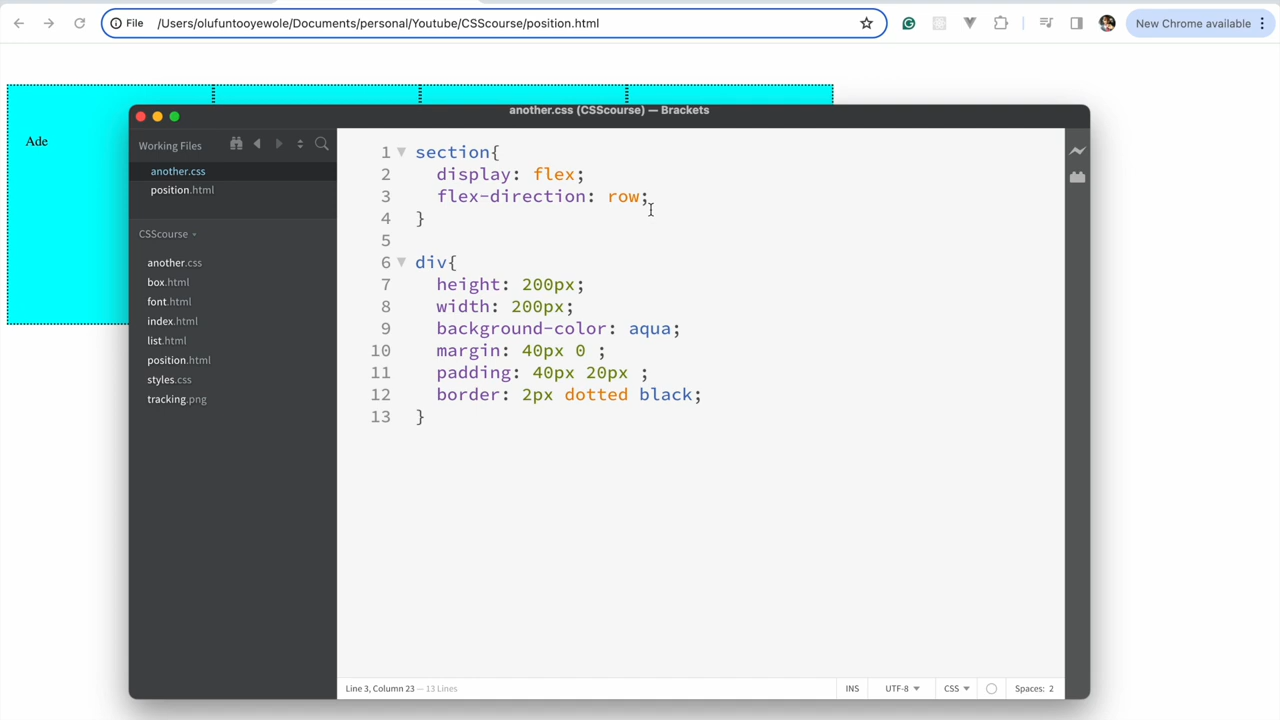 File
/Users/olufuntooyewole/Documents/personal/Youtube/CSScourse/position.html
New Chrome available
Ade
another.css (CSScourse) — Brackets
Working Files
another.css
position.html
CSScourse
another.css
box.html
font.html
index.html
list.html
position.html
styles.css
tracking.png
1 section{
2 display: flex;
3 flex-direction: row;
4 }
5
6 div{
7 height: 200px;
8 width: 200px;
9 background-color: aqua;
10 margin: 40px 0 ;
11 padding: 40px 20px ;
12 border: 2px dotted black;
13 }
Line 3, Column 23 — 13 Lines
INS
UTF-8
CSS
Spaces: 2